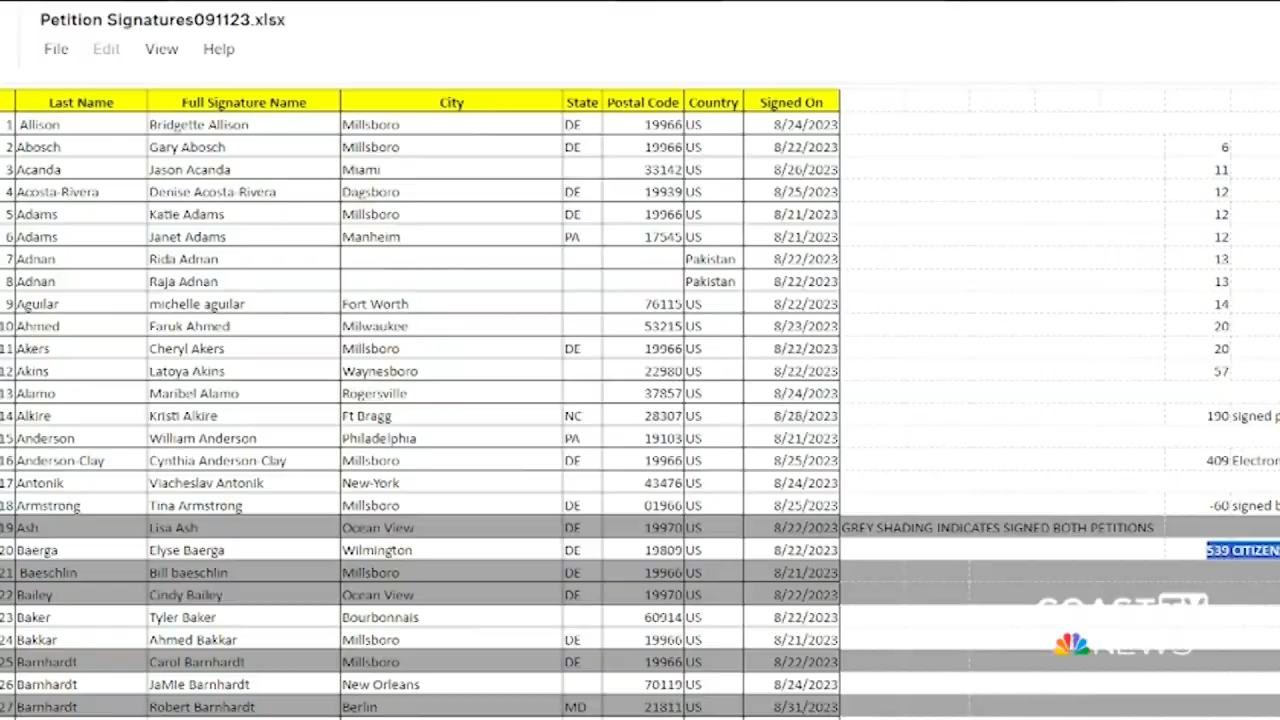 Petition Signatures091123.xlsx
File Edit View Help
Last Name Full Signature Name City State Postal Code Country Signed On
1 Allison Bridgette Allison Millsboro DE 19966 US 8/24/2023
2 Abosch Gary Abosch Millsboro DE 19966 US 8/22/2023 6
3 Acanda Jason Acanda Miami 33142 US 8/26/2023 11
4 Acosta-Rivera Denise Acosta-Rivera Dagsboro DE 19939 US 8/25/2023 12
5 Adams Katie Adams Millsboro DE 19966 US 8/21/2023 12
6 Adams Janet Adams Manheim PA 17545 US 8/21/2023 12
7 Adnan Rida Adnan Pakistan 8/22/2023 13
8 Adnan Raja Adnan Pakistan 8/22/2023 13
9 Aguilar michelle aguilar Fort Worth 76115 US 8/22/2023 14
10 Ahmed Faruk Ahmed Milwaukee 53215 US 8/23/2023 20
11 Akers Cheryl Akers Millsboro DE 19966 US 8/22/2023 20
12 Akins Latoya Akins Waynesboro 22980 US 8/22/2023 57
13 Alamo Maribel Alamo Rogersville 37857 US 8/24/2023
14 Alkire Kristi Alkire Ft Bragg NC 28307 US 8/28/2023 190 signed p
15 Anderson William Anderson Philadelphia PA 19103 US 8/21/2023
16 Anderson-Clay Cynthia Anderson-Clay Millsboro DE 19966 US 8/25/2023 409 Electron
17 Antonik Viacheslav Antonik New-York 43476 US 8/24/2023
18 Armstrong Tina Armstrong Millsboro DE 01966 US 8/25/2023 -60 signed b
19 Ash Lisa Ash Ocean View DE 19970 US 8/22/2023 GREY SHADING INDICATES SIGNED BOTH PETITIONS
20 Baerga Elyse Baerga Wilmington DE 19809 US 8/22/2023 539 CITIZEN
21 Baeschlin Bill baeschlin Millsboro DE 19966 US 8/21/2023
22 Bailey Cindy Bailey Ocean View DE 19970 US 8/22/2023
23 Baker Tyler Baker Bourbonnais 60914 US 8/22/2023
24 Bakkar Ahmed Bakkar Millsboro DE 19966 US 8/21/2023
25 Barnhardt Carol Barnhardt Millsboro DE 19966 US 8/22/2023
26 Barnhardt JaMIe Barnhardt New Orleans 70119 US 8/24/2023
27 Barnhardt Robert Barnhardt Berlin MD 21811 US 8/31/2023
COAST TV
NEWS